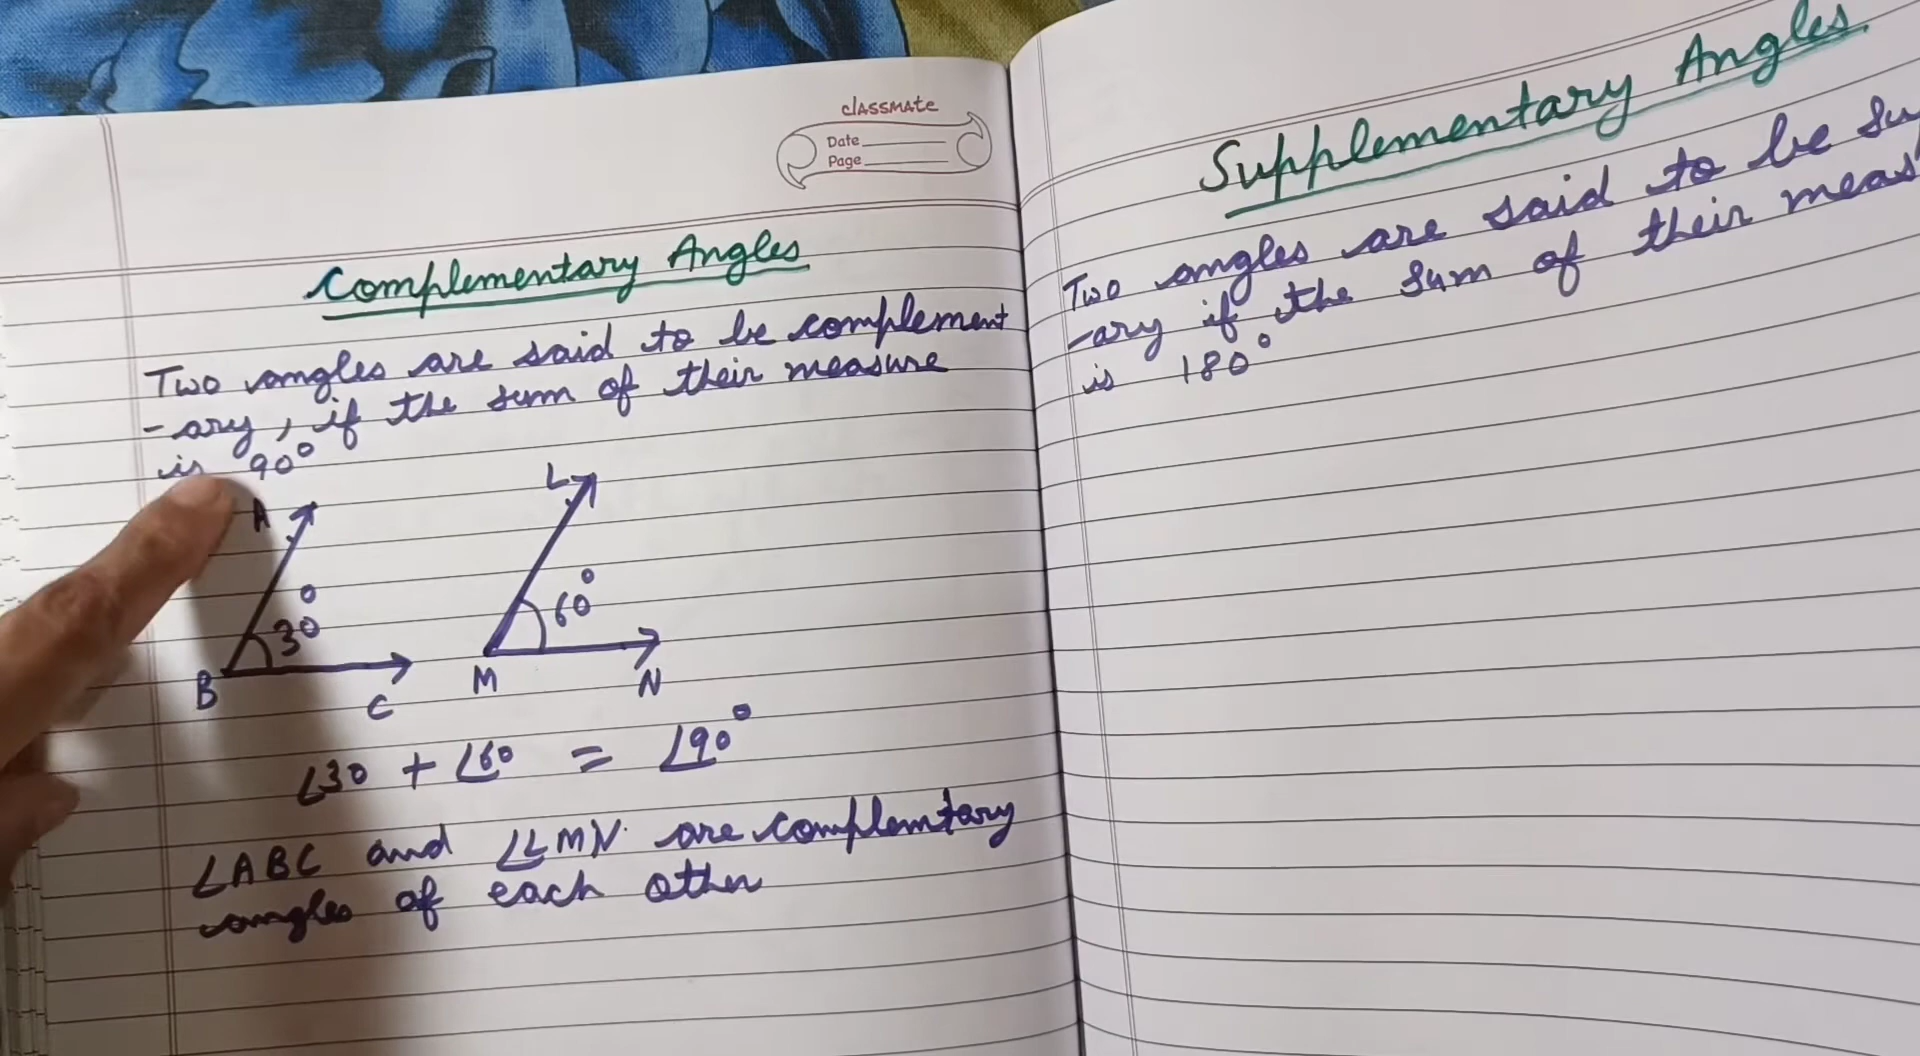 classmate
Date
Page
Complementary Angles
Two angles are said to be complement
-ary, if the sum of their measure
is 90°
A
30°
B
C
L
60°
M
N
∠30 + ∠60 = ∠90°
∠ABC and ∠LMN are complemtary
angles of each other
Supplementary Angles
Two angles are said to be su
-ary if the sum of their meas
is 180°